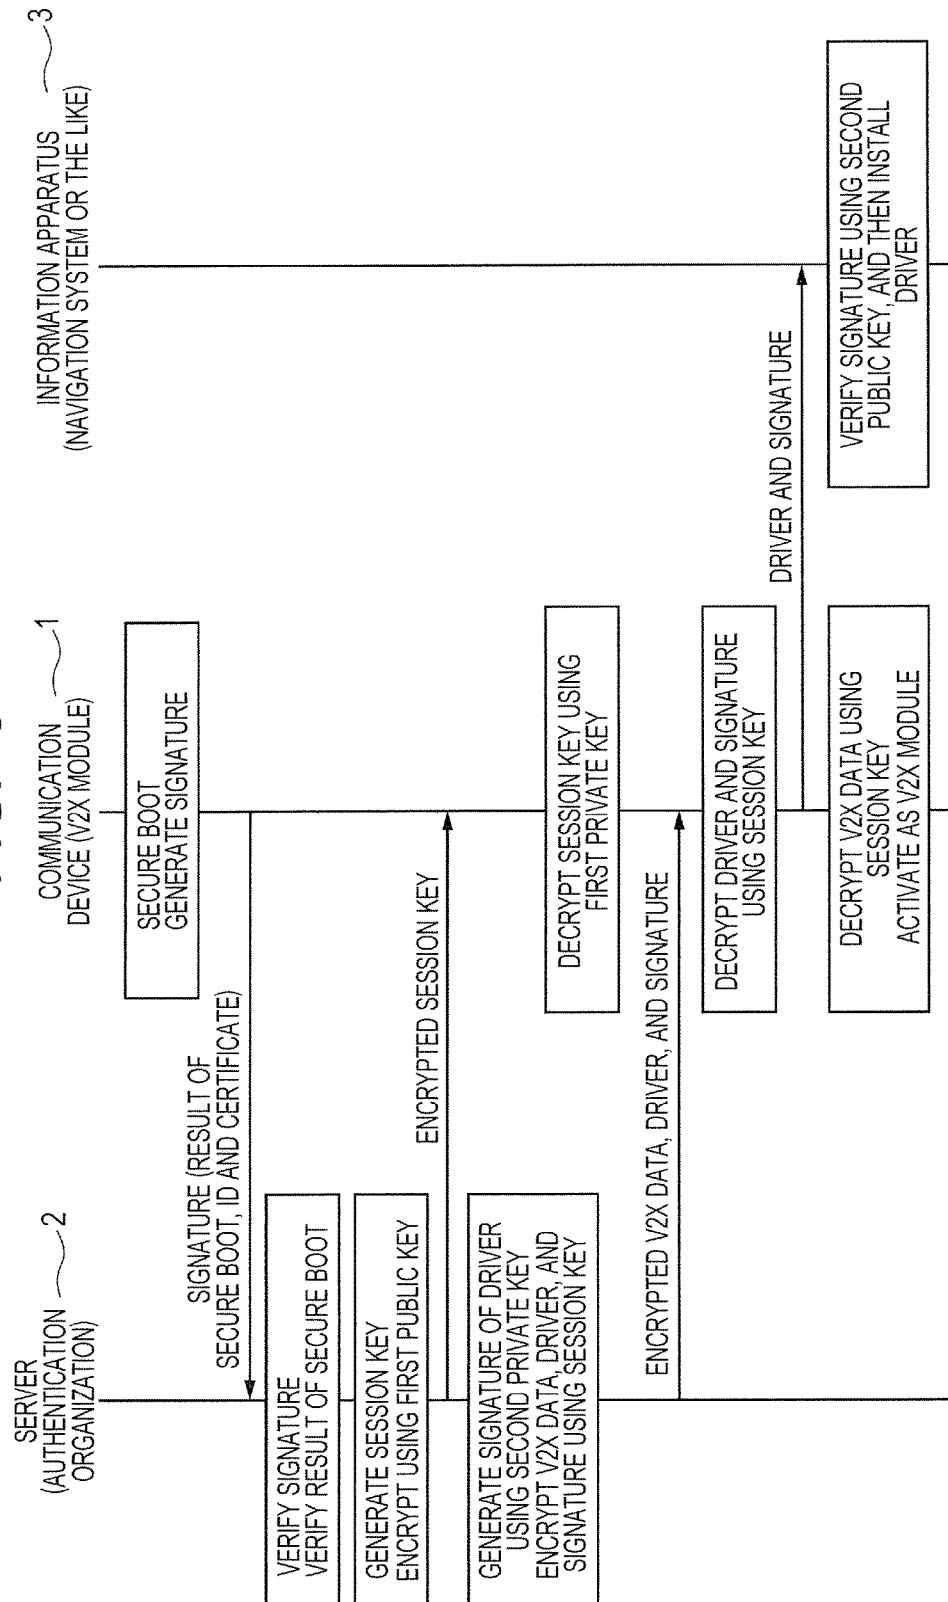 SERVER
(AUTHENTICATION
ORGANIZATION)
2
COMMUNICATION
DEVICE (V2X MODULE)
1
INFORMATION APPARATUS
(NAVIGATION SYSTEM OR THE LIKE)
3
SECURE BOOT
GENERATE SIGNATURE
SIGNATURE (RESULT OF
SECURE BOOT, ID AND CERTIFICATE)
VERIFY SIGNATURE
VERIFY RESULT OF SECURE BOOT
GENERATE SESSION KEY
ENCRYPT USING FIRST PUBLIC KEY
ENCRYPTED SESSION KEY
GENERATE SIGNATURE OF DRIVER
USING SECOND PRIVATE KEY
ENCRYPT V2X DATA, DRIVER, AND
SIGNATURE USING SESSION KEY
DECRYPT SESSION KEY USING
FIRST PRIVATE KEY
ENCRYPTED V2X DATA, DRIVER, AND SIGNATURE
DECRYPT DRIVER AND SIGNATURE
USING SESSION KEY
DRIVER AND SIGNATURE
DECRYPT V2X DATA USING
SESSION KEY
ACTIVATE AS V2X MODULE
VERIFY SIGNATURE USING SECOND
PUBLIC KEY, AND THEN INSTALL
DRIVER